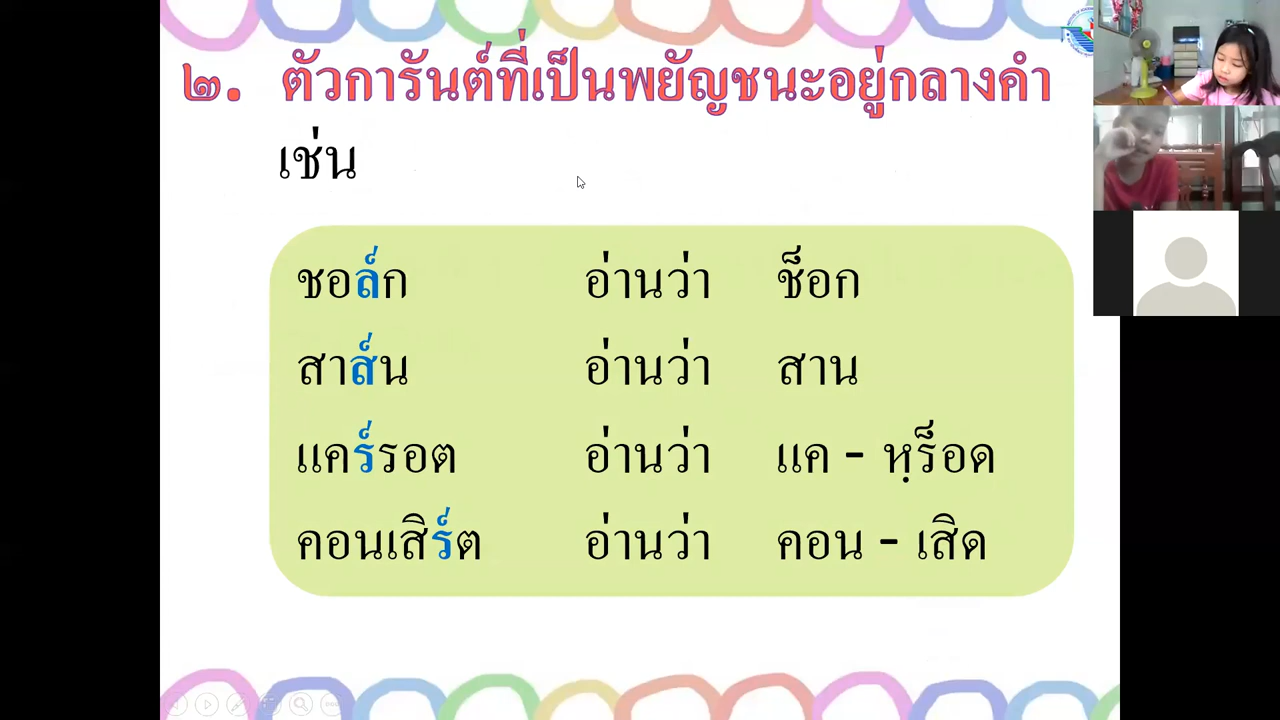 ๒. ตัวการันต์ที่เป็นพยัญชนะอยู่กลางคำ
เช่น
ชอล์ก อ่านว่า ช็อก
สาส์น อ่านว่า สาน
แคร์รอต อ่านว่า แค - หฺร็อด
คอนเสิร์ต อ่านว่า คอน - เสิด